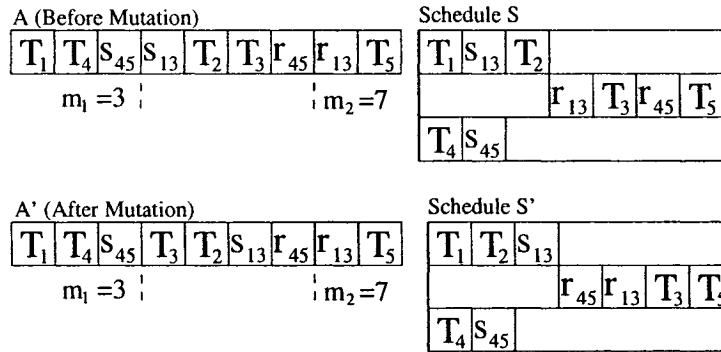 A (Before Mutation)
T₁ T₄ s₄₅ s₁₃ T₂ T₃ r₄₅ r₁₃ T₅
m₁ =3 m₂ =7
Schedule S
T₁ s₁₃ T₂
r₁₃ T₃ r₄₅ T₅
T₄ s₄₅
A' (After Mutation)
T₁ T₄ s₄₅ T₃ T₂ s₁₃ r₄₅ r₁₃ T₅
m₁ =3 m₂ =7
Schedule S'
T₁ T₂ s₁₃
r₄₅ r₁₃ T₃ T₅
T₄ s₄₅